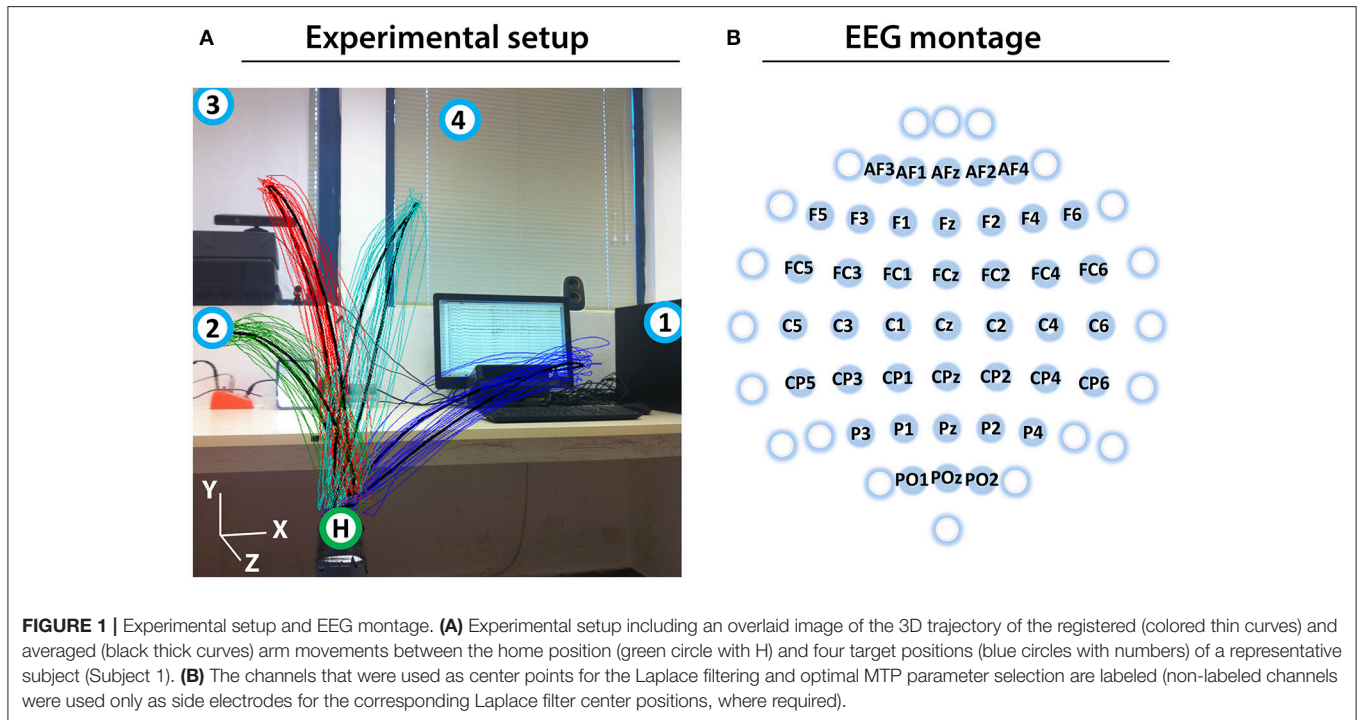 A Experimental setup
B EEG montage
3
4
2
1
H
Y
X
Z
AF3 AF1 AFz AF2 AF4
F5 F3 F1 Fz F2 F4 F6
FC5 FC3 FC1 FCz FC2 FC4 FC6
C5 C3 C1 Cz C2 C4 C6
CP5 CP3 CP1 CPz CP2 CP4 CP6
P3 P1 Pz P2 P4
PO1 POz PO2
FIGURE 1 | Experimental setup and EEG montage. (A) Experimental setup including an overlaid image of the 3D trajectory of the registered (colored thin curves) and
averaged (black thick curves) arm movements between the home position (green circle with H) and four target positions (blue circles with numbers) of a representative
subject (Subject 1). (B) The channels that were used as center points for the Laplace filtering and optimal MTP parameter selection are labeled (non-labeled channels
were used only as side electrodes for the corresponding Laplace filter center positions, where required).